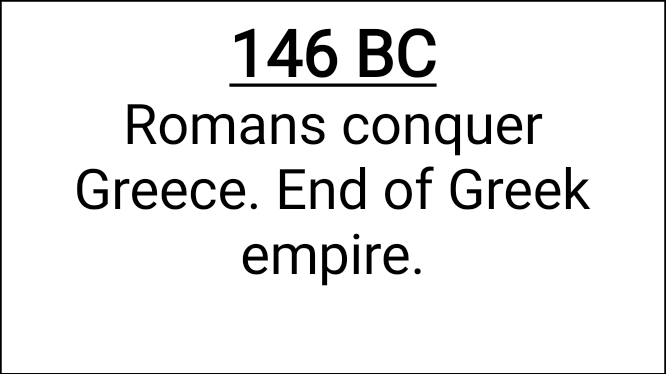 146 BC
Romans conquer
Greece. End of Greek
empire.